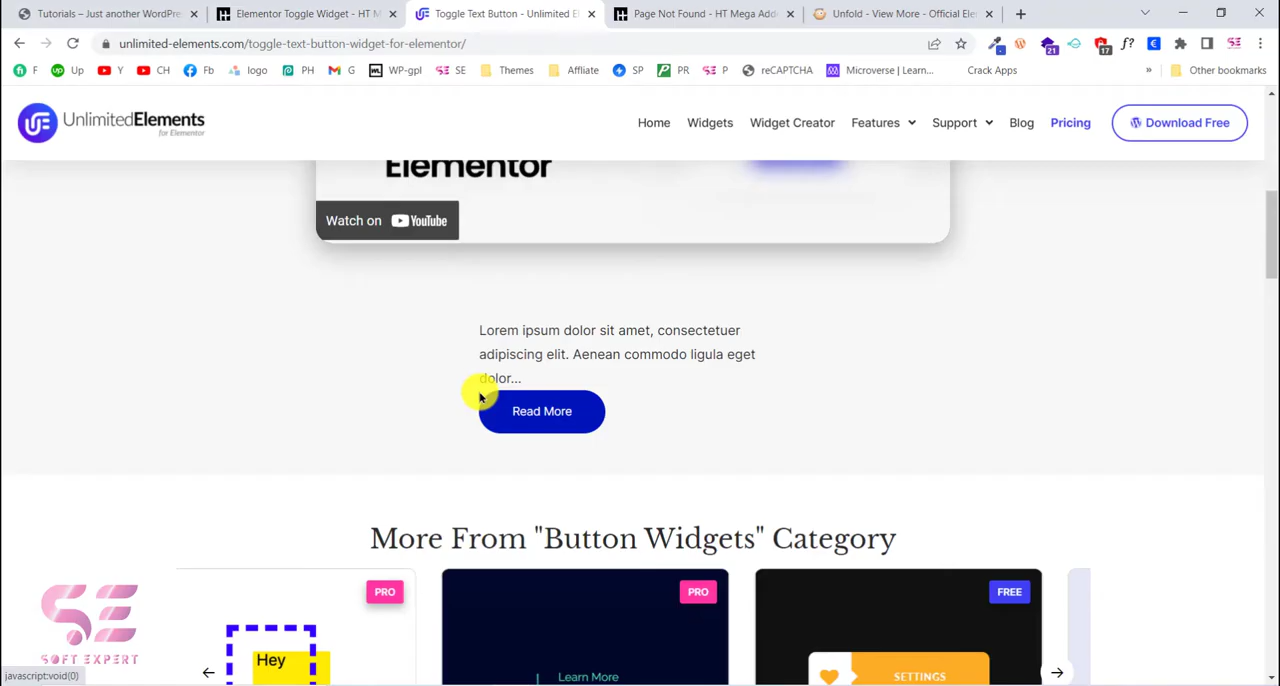 Tutorials – Just another WordPre
Elementor Toggle Widget - HT M
Toggle Text Button - Unlimited E
Page Not Found - HT Mega Add
Unfold - View More - Official Ele
unlimited-elements.com/toggle-text-button-widget-for-elementor/
21
17
f?
F
Up
Y
CH
Fb
logo
PH
G
WP-gpl
SE
Themes
Affliate
SP
PR
P
reCAPTCHA
Microverse | Learn...
Crack Apps
»
Other bookmarks
UnlimitedElements
for Elementor
Home
Widgets
Widget Creator
Features
Support
Blog
Pricing
Download Free
Elementor
Watch on YouTube
Lorem ipsum dolor sit amet, consectetuer
adipiscing elit. Aenean commodo ligula eget
dolor...
Read More
More From "Button Widgets" Category
PRO
PRO
FREE
Hey
Learn More
SETTINGS
SE
SOFT EXPERT
javascript:void(0)